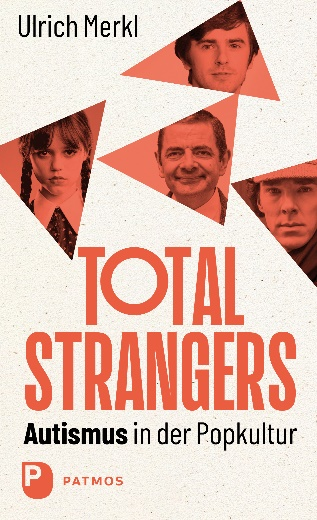 Ulrich Merkl
TOTAL
STRANGERS
Autismus in der Popkultur
P PATMOS